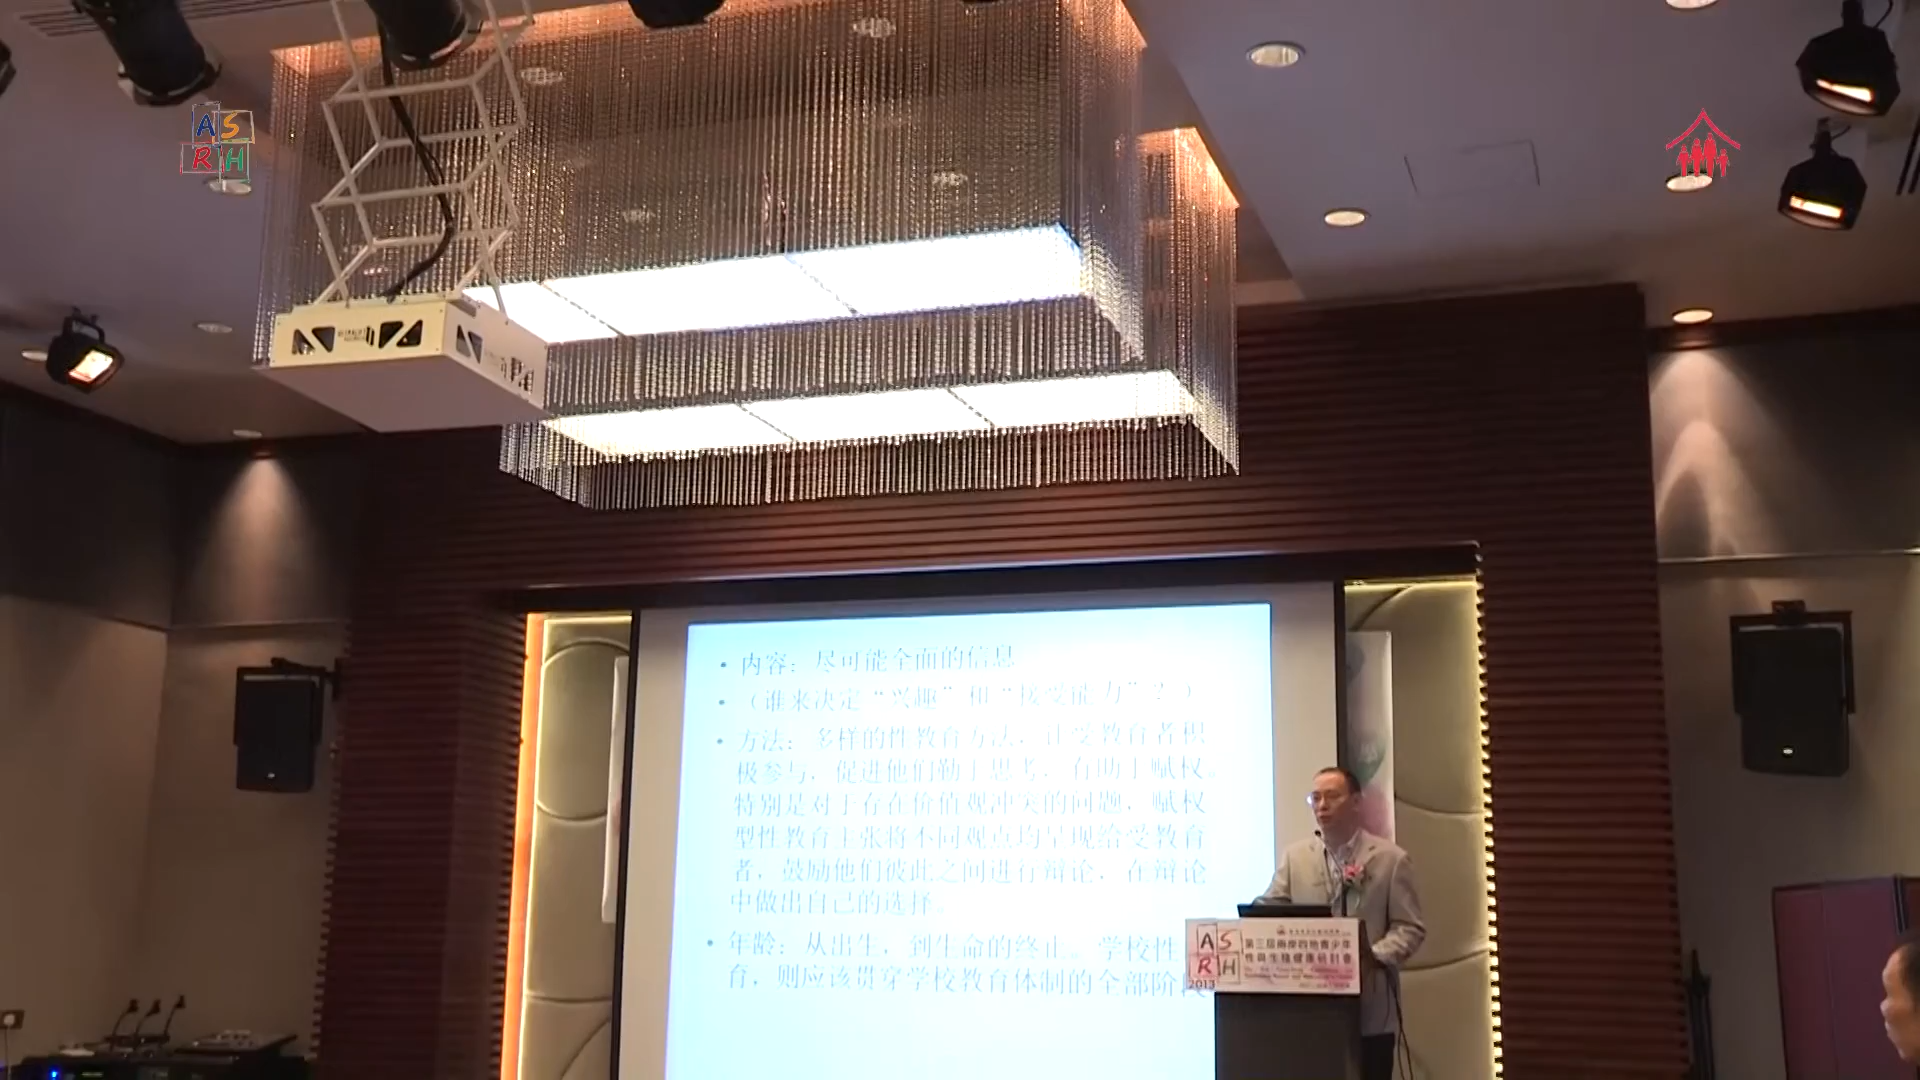 A S
R H
• 内容：尽可能全面的信息
• （谁来决定“兴趣”和“接受能力”？）
• 方法：多样的性教育方法，让受教育者积
极参与，促进他们勤于思考，有助于赋权。
特别是对于存在价值观冲突的问题，赋权
型性教育主张将不同观点均呈现给受教育
者，鼓励他们彼此之间进行辩论，在辩论
中做出自己的选择。
• 年龄：从出生，到生命的终止。学校性
育，则应该贯穿学校教育体制的全部阶段
A S
R H
2013
第三屆兩岸四地青少年
性與生殖健康研討會